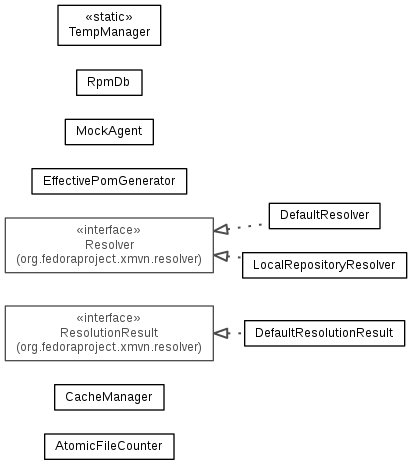 «static»
TempManager
RpmDb
MockAgent
EffectivePomGenerator
«interface»
Resolver
(org.fedoraproject.xmvn.resolver)
DefaultResolver
LocalRepositoryResolver
«interface»
ResolutionResult
(org.fedoraproject.xmvn.resolver)
DefaultResolutionResult
CacheManager
AtomicFileCounter